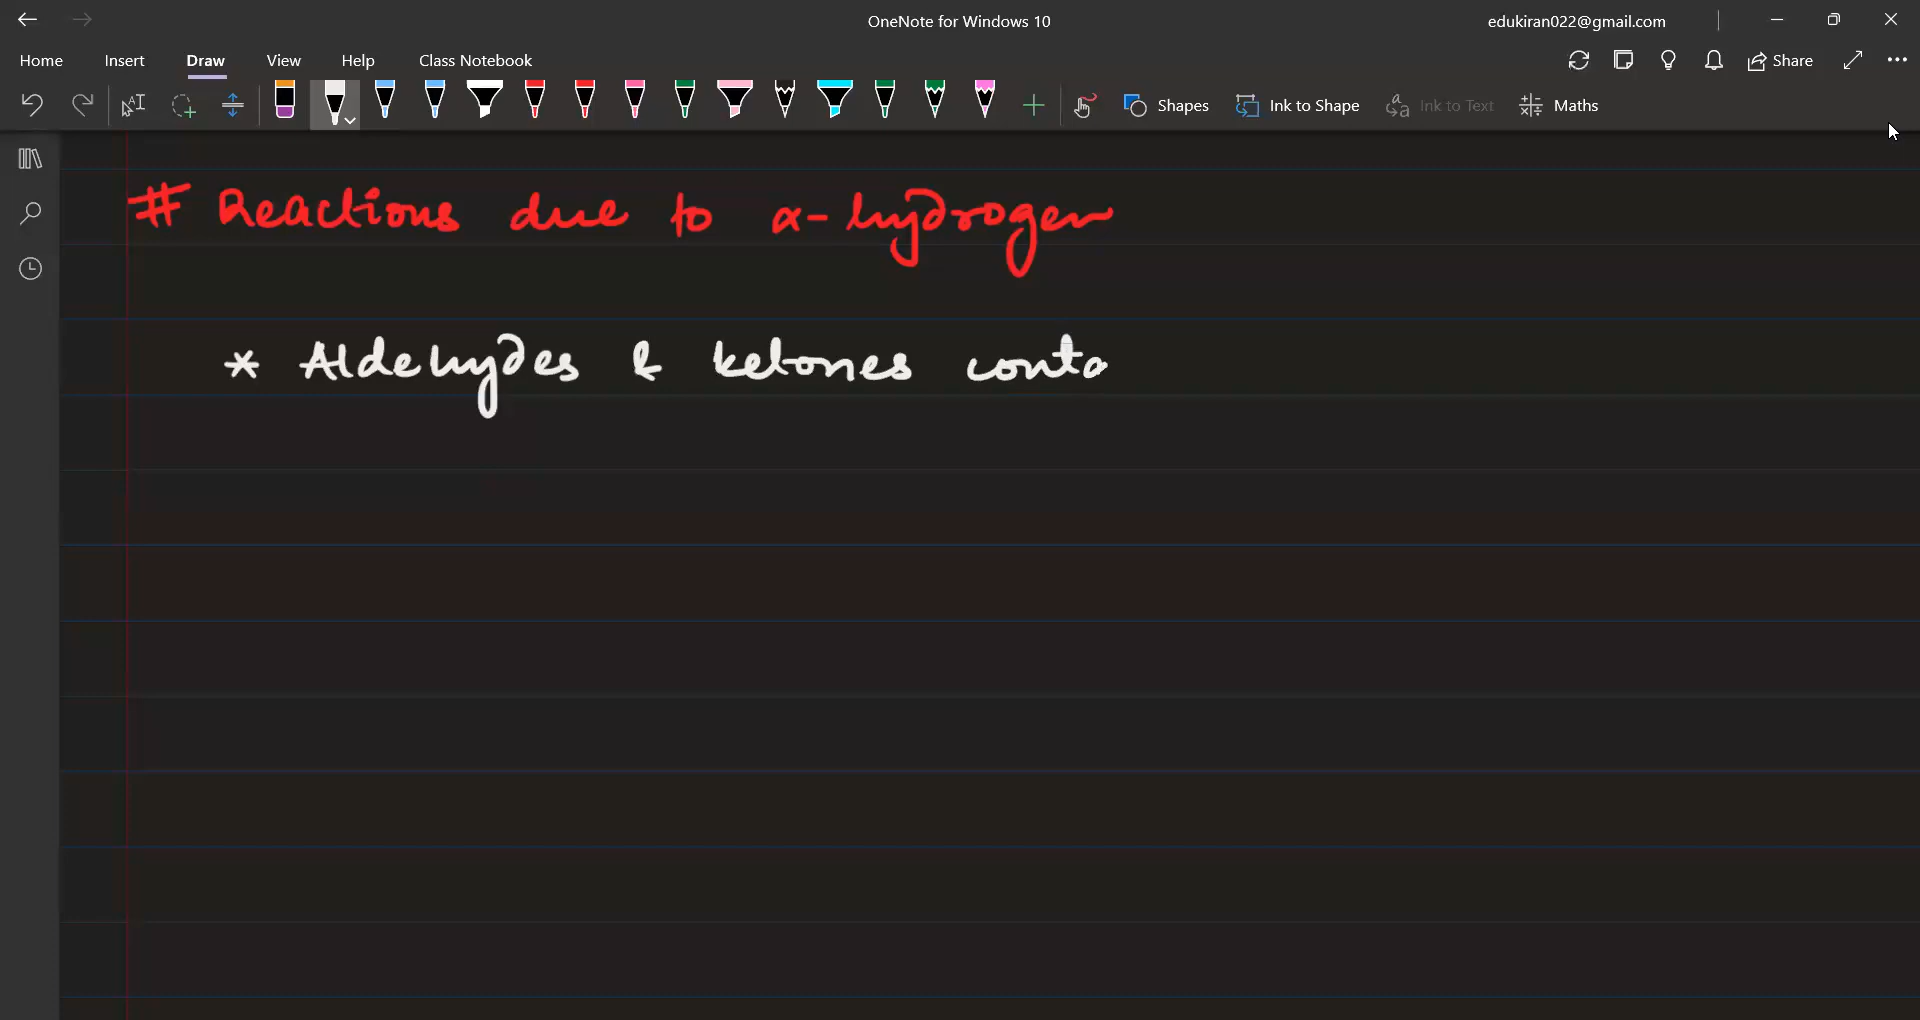 OneNote for Windows 10
edukiran022@gmail.com
Home Insert Draw View Help Class Notebook
Share
Shapes Ink to Shape Ink to Text Maths
# Reactions due to α-hydrogen
* Aldehydes & ketones conta